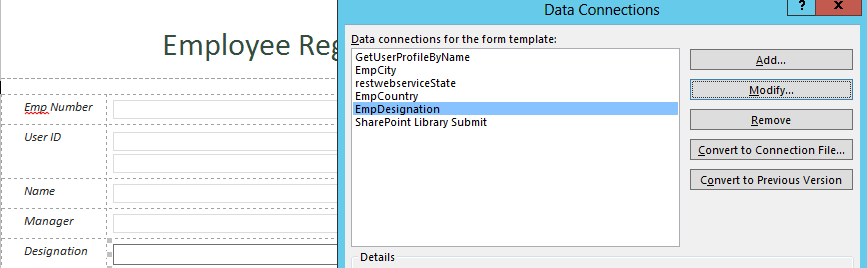 Data Connections
?
X
Employee Reg
Data connections for the form template:
GetUserProfileByName
EmpCity
restwebserviceState
EmpCountry
EmpDesignation
SharePoint Library Submit
Add...
Modify...
Remove
Convert to Connection File...
Convert to Previous Version
Emp Number
User ID
Name
Manager
Designation
Details